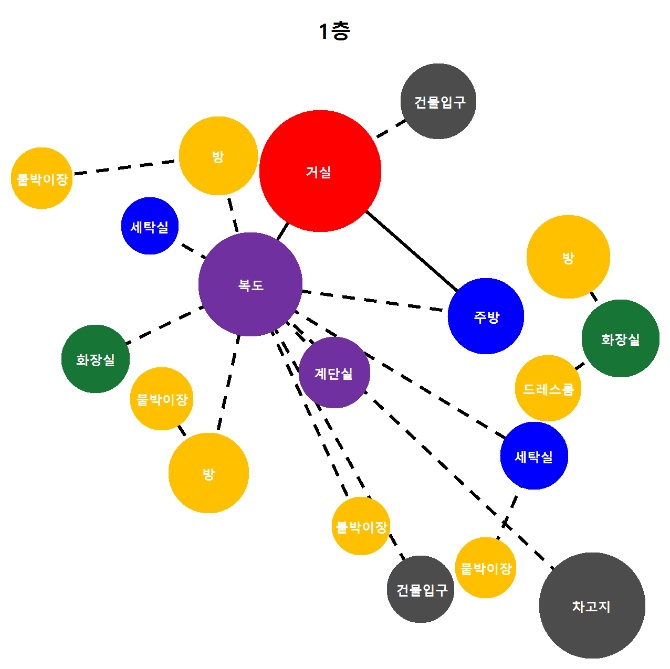 1층
건물입구
방
거실
붙박이장
세탁실
방
복도
주방
화장실
화장실
계단실
드레스룸
붙박이장
세탁실
방
붙박이장
붙박이장
건물입구
차고지